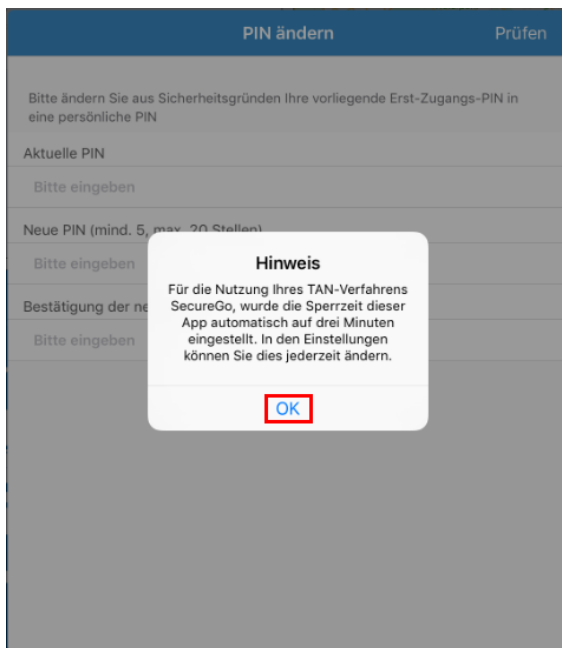 PIN ändern
Prüfen
Bitte ändern Sie aus Sicherheitsgründen Ihre vorliegende Erst-Zugangs-PIN in
eine persönliche PIN
Aktuelle PIN
Bitte eingeben
Neue PIN (mind. 5, max. 20 Stellen)
Bitte eingeben
Bestätigung der ne
Bitte eingeben
Hinweis
Für die Nutzung Ihres TAN-Verfahrens
SecureGo, wurde die Sperrzeit dieser
App automatisch auf drei Minuten
eingestellt. In den Einstellungen
können Sie dies jederzeit ändern.
OK